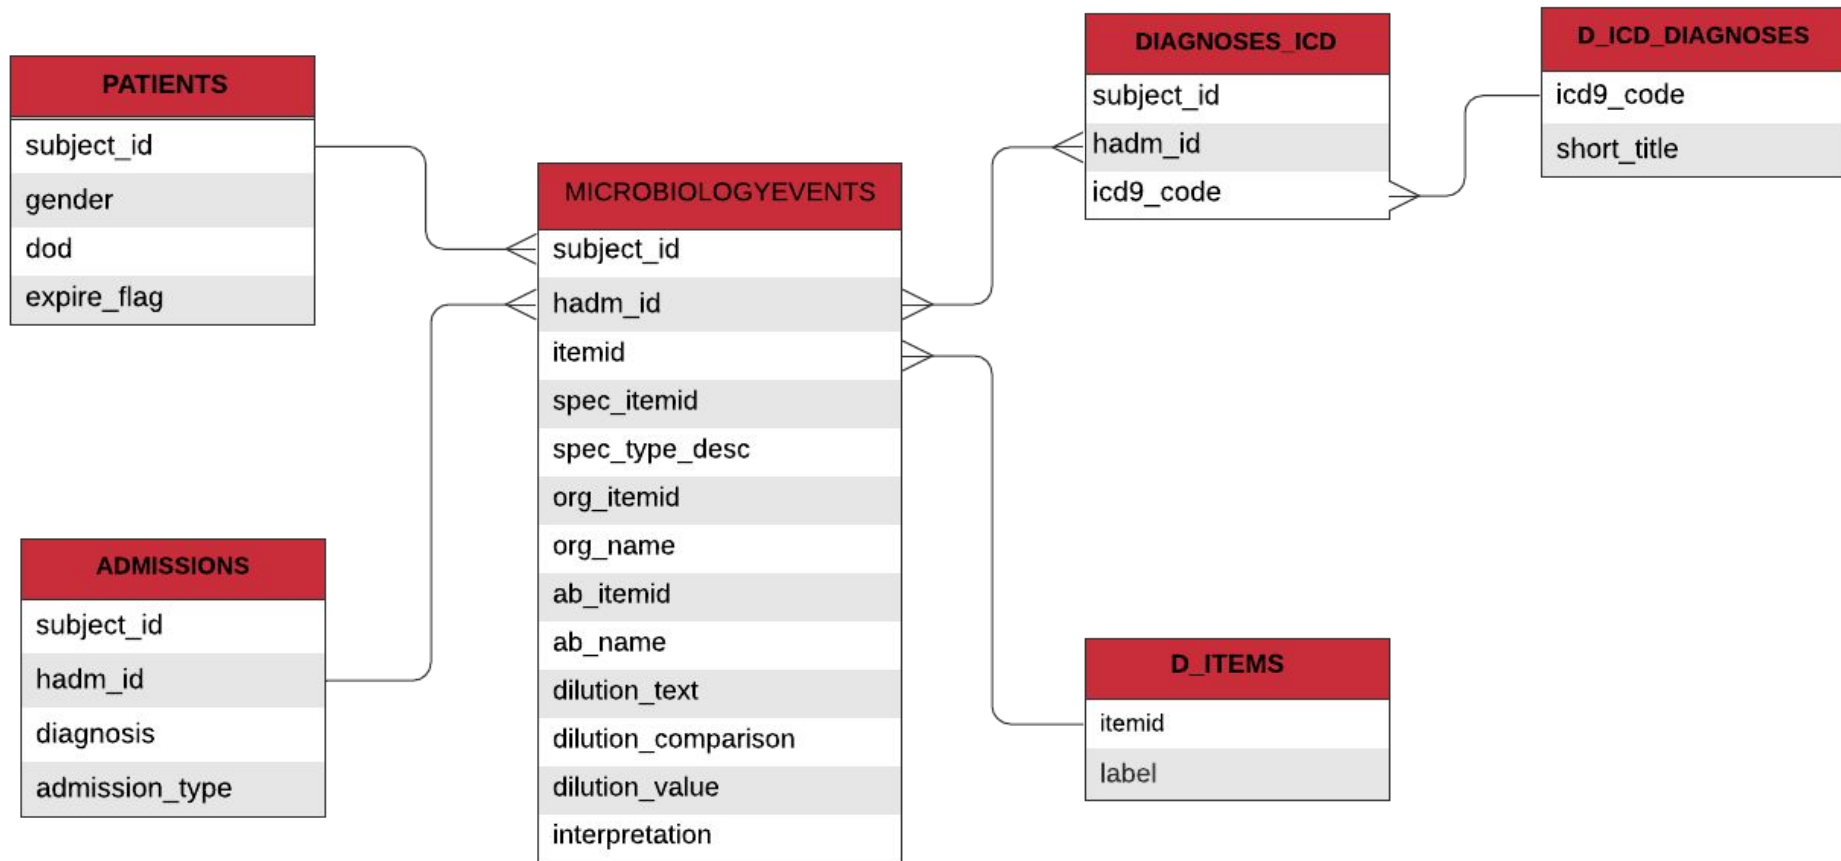 PATIENTS
subject_id
gender
dod
expire_flag
ADMISSIONS
subject_id
hadm_id
diagnosis
admission_type
MICROBIOLOGYEVENTS
subject_id
hadm_id
itemid
spec_itemid
spec_type_desc
org_itemid
org_name
ab_itemid
ab_name
dilution_text
dilution_comparison
dilution_value
interpretation
DIAGNOSES_ICD
subject_id
hadm_id
icd9_code
D_ICD_DIAGNOSES
icd9_code
short_title
D_ITEMS
itemid
label